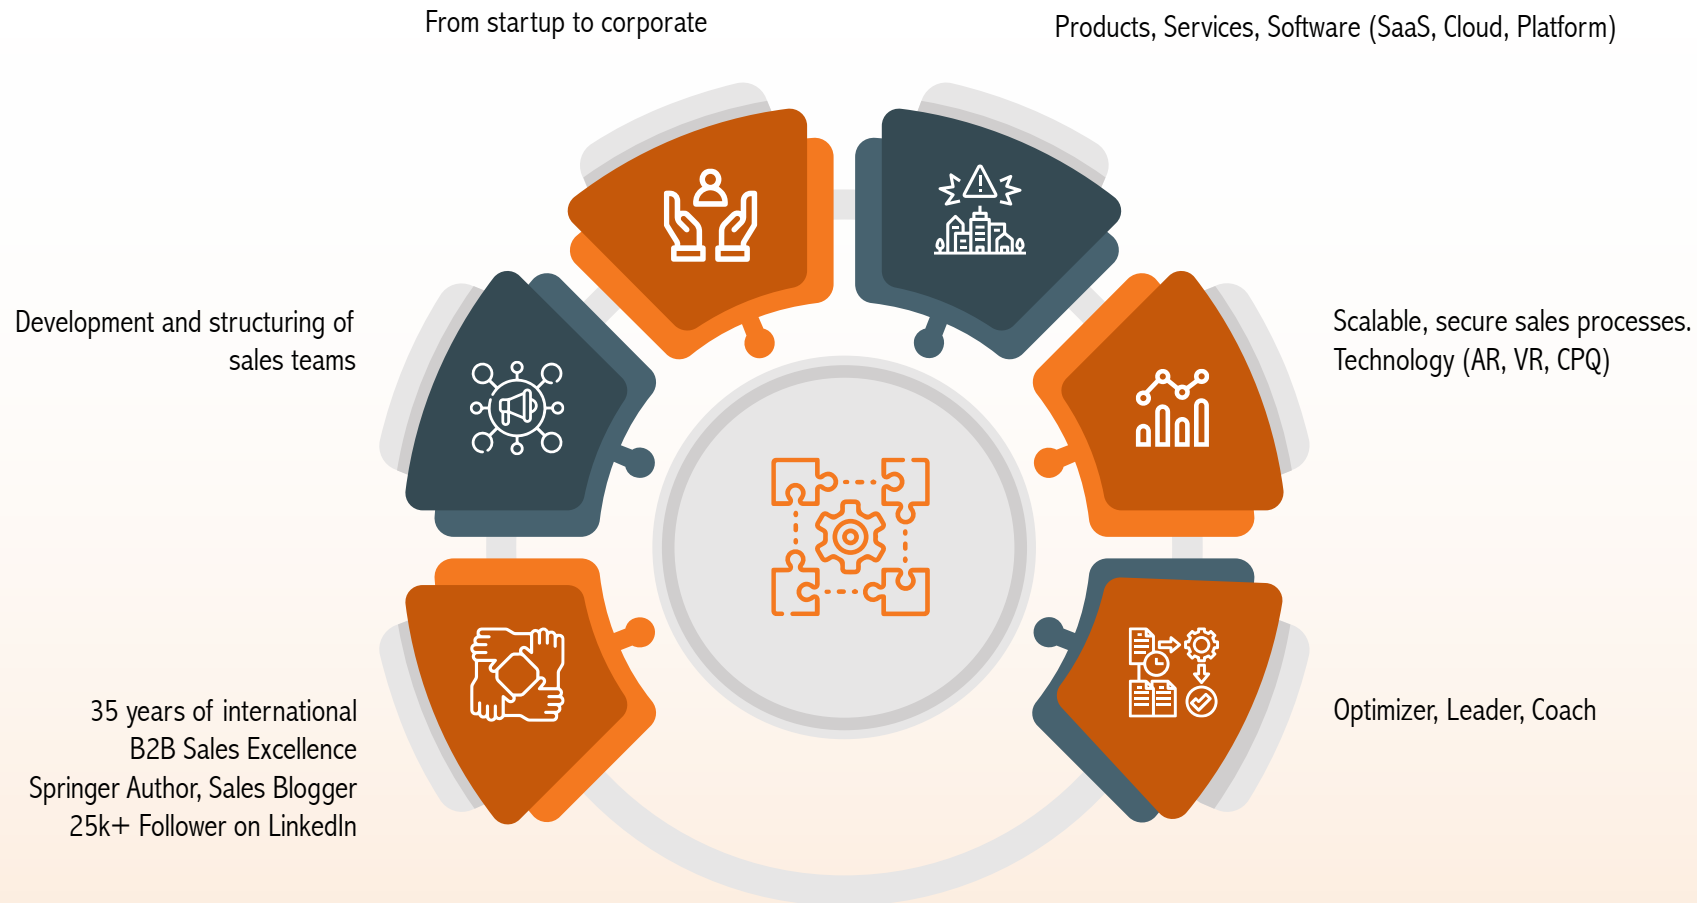 From startup to corporate
Products, Services, Software (SaaS, Cloud, Platform)
Development and structuring of
sales teams
Scalable, secure sales processes.
Technology (AR, VR, CPQ)
35 years of international
B2B Sales Excellence
Springer Author, Sales Blogger
25k+ Follower on LinkedIn
Optimizer, Leader, Coach